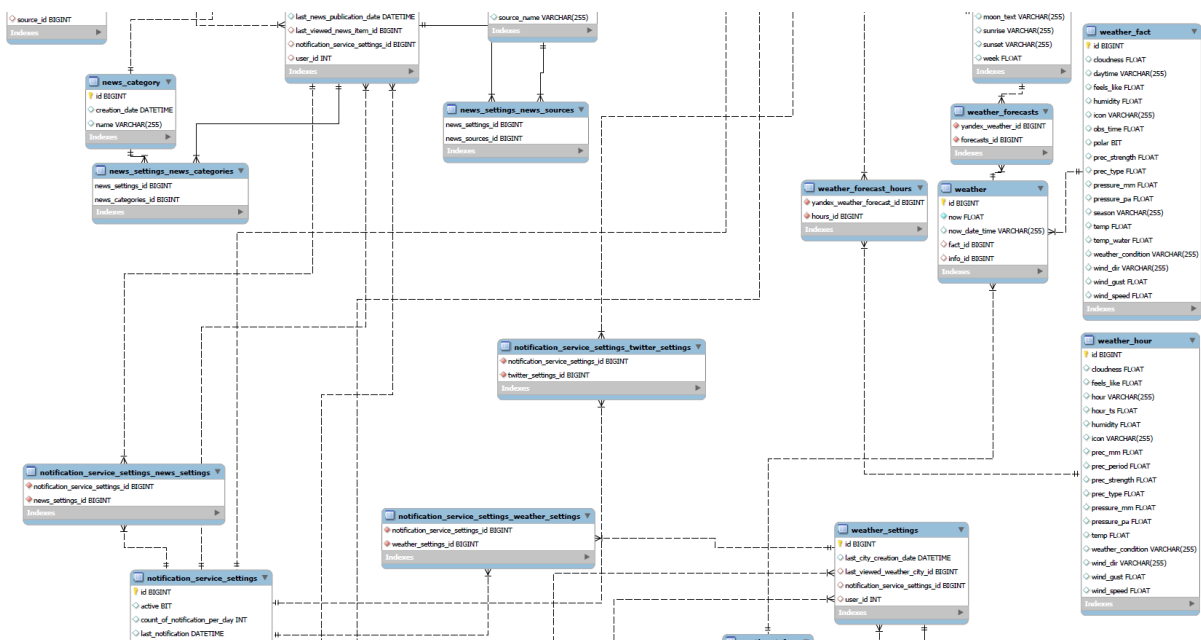 source_id BIGINT
Indexes
last_news_publication_date DATETIME
last_viewed_news_item_id BIGINT
notification_service_settings_id BIGINT
user_id INT
Indexes
source_name VARCHAR(255)
Indexes
moon_text VARCHAR(255)
sunrise VARCHAR(255)
sunset VARCHAR(255)
week FLOAT
Indexes
weather_fact
id BIGINT
cloudness FLOAT
daytime VARCHAR(255)
feels_like FLOAT
humidity FLOAT
icon VARCHAR(255)
obs_time FLOAT
polar BIT
prec_strength FLOAT
prec_type FLOAT
pressure_mm FLOAT
pressure_pa FLOAT
season VARCHAR(255)
temp FLOAT
temp_water FLOAT
weather_condition VARCHAR(255)
wind_dir VARCHAR(255)
wind_gust FLOAT
wind_speed FLOAT
Indexes
news_category
id BIGINT
creation_date DATETIME
name VARCHAR(255)
Indexes
news_settings_news_sources
news_settings_id BIGINT
news_sources_id BIGINT
Indexes
weather_forecasts
yandex_weather_id BIGINT
forecasts_id BIGINT
Indexes
news_settings_news_categories
news_settings_id BIGINT
news_categories_id BIGINT
Indexes
weather_forecast_hours
yandex_weather_forecast_id BIGINT
hours_id BIGINT
Indexes
weather
id BIGINT
now FLOAT
now_date_time VARCHAR(255)
fact_id BIGINT
info_id BIGINT
Indexes
notification_service_settings_twitter_settings
notification_service_settings_id BIGINT
twitter_settings_id BIGINT
Indexes
weather_hour
id BIGINT
cloudness FLOAT
feels_like FLOAT
hour VARCHAR(255)
hour_ts FLOAT
humidity FLOAT
icon VARCHAR(255)
prec_mm FLOAT
prec_period FLOAT
prec_strength FLOAT
prec_type FLOAT
pressure_mm FLOAT
pressure_pa FLOAT
temp FLOAT
weather_condition VARCHAR(255)
wind_dir VARCHAR(255)
wind_gust FLOAT
wind_speed FLOAT
Indexes
notification_service_settings_news_settings
notification_service_settings_id BIGINT
news_settings_id BIGINT
Indexes
notification_service_settings_weather_settings
notification_service_settings_id BIGINT
weather_settings_id BIGINT
Indexes
weather_settings
id BIGINT
last_city_creation_date DATETIME
last_viewed_weather_city_id BIGINT
notification_service_settings_id BIGINT
user_id INT
Indexes
notification_service_settings
id BIGINT
active BIT
count_of_notification_per_day INT
last_notification DATETIME